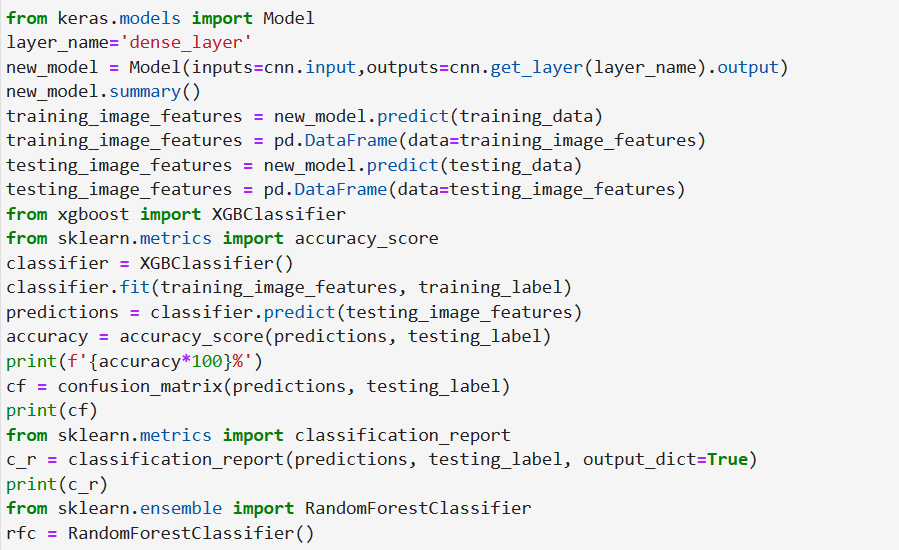 from keras.models import Model
layer_name='dense_layer'
new_model = Model(inputs=cnn.input,outputs=cnn.get_layer(layer_name).output)
new_model.summary()
training_image_features = new_model.predict(training_data)
training_image_features = pd.DataFrame(data=training_image_features)
testing_image_features = new_model.predict(testing_data)
testing_image_features = pd.DataFrame(data=testing_image_features)
from xgboost import XGBClassifier
from sklearn.metrics import accuracy_score
classifier = XGBClassifier()
classifier.fit(training_image_features, training_label)
predictions = classifier.predict(testing_image_features)
accuracy = accuracy_score(predictions, testing_label)
print(f'{accuracy*100}%')
cf = confusion_matrix(predictions, testing_label)
print(cf)
from sklearn.metrics import classification_report
c_r = classification_report(predictions, testing_label, output_dict=True)
print(c_r)
from sklearn.ensemble import RandomForestClassifier
rfc = RandomForestClassifier()